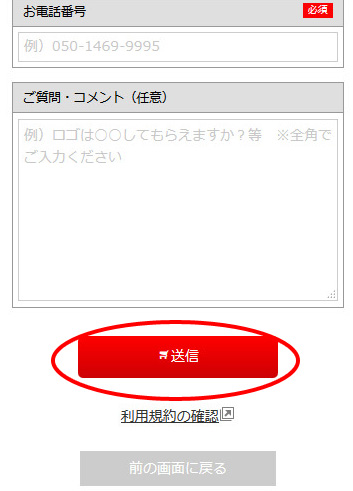 お電話番号 必須
例）050-1469-9995
ご質問・コメント（任意）
例）ロゴは○○してもらえますか？等　※全角で
ご入力ください
送信
利用規約の確認
前の画面に戻る